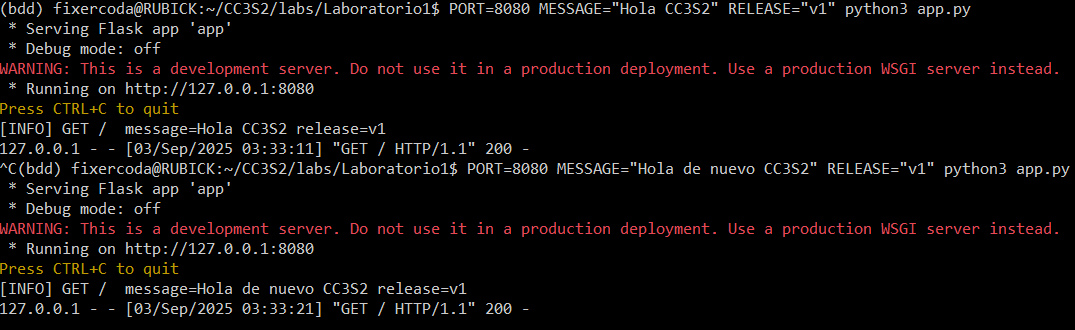 (bdd) fixercoda@RUBICK:~/CC3S2/labs/Laboratorio1$ PORT=8080 MESSAGE="Hola CC3S2" RELEASE="v1" python3 app.py
 * Serving Flask app 'app'
 * Debug mode: off
WARNING: This is a development server. Do not use it in a production deployment. Use a production WSGI server instead.
 * Running on http://127.0.0.1:8080
Press CTRL+C to quit
[INFO] GET /  message=Hola CC3S2 release=v1
127.0.0.1 - - [03/Sep/2025 03:33:11] "GET / HTTP/1.1" 200 -
^C(bdd) fixercoda@RUBICK:~/CC3S2/labs/Laboratorio1$ PORT=8080 MESSAGE="Hola de nuevo CC3S2" RELEASE="v1" python3 app.py
 * Serving Flask app 'app'
 * Debug mode: off
WARNING: This is a development server. Do not use it in a production deployment. Use a production WSGI server instead.
 * Running on http://127.0.0.1:8080
Press CTRL+C to quit
[INFO] GET /  message=Hola de nuevo CC3S2 release=v1
127.0.0.1 - - [03/Sep/2025 03:33:21] "GET / HTTP/1.1" 200 -